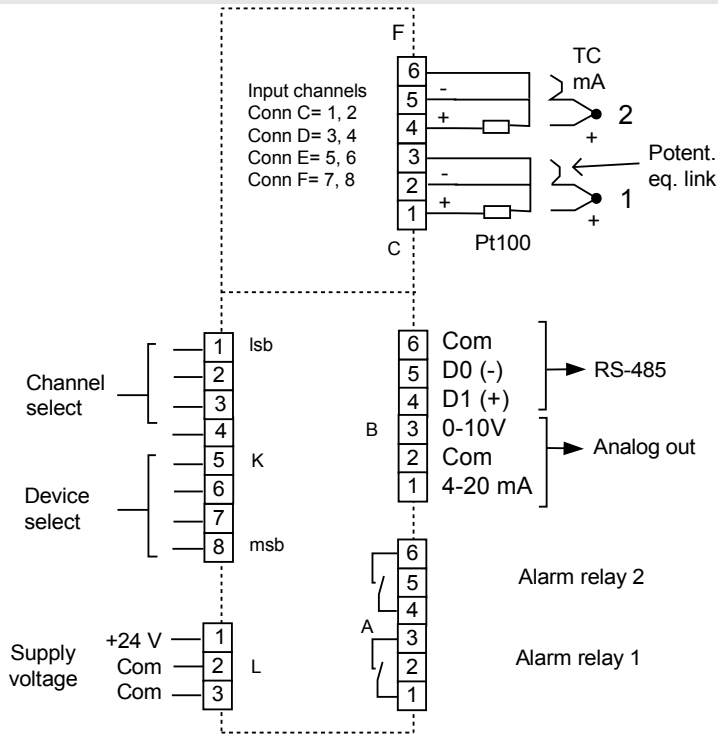 F
Input channels
Conn C= 1, 2
Conn D= 3, 4
Conn E= 5, 6
Conn F= 7, 8
6
5
4
3
2
1
-
+
-
+
TC
mA
2
+
1
+
Potent.
eq. link
C
Pt100
Channel
select
Device
select
1
2
3
4
5
6
7
8
lsb
K
msb
B
6 Com
5 D0 (-)
4 D1 (+)
3 0-10V
2 Com
1 4-20 mA
RS-485
Analog out
Supply
voltage
+24 V 1
Com 2
Com 3
L
A
6
5
4
3
2
1
Alarm relay 2
Alarm relay 1